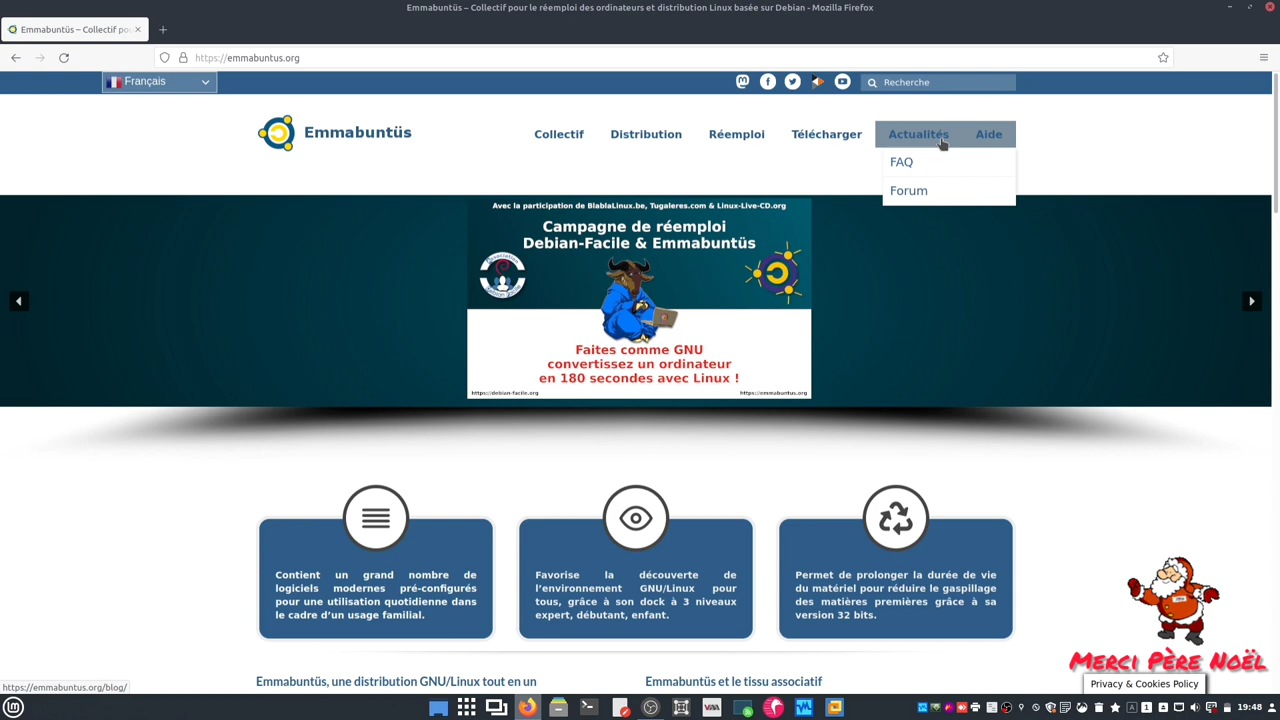 Emmabuntüs – Collectif pour le réemploi des ordinateurs et distribution Linux basée sur Debian - Mozilla Firefox
Emmabuntüs – Collectif po
https://emmabuntus.org
Français
Recherche
Emmabuntüs
Collectif
Distribution
Réemploi
Télécharger
Actualités
Aide
FAQ
Forum
Avec la participation de BlablaLinux.be, Tugaleres.com & Linux-Live-CD.org
Campagne de réemploi
Debian-Facile & Emmabuntüs
Faites comme GNU
convertissez un ordinateur
en 180 secondes avec Linux !
https://debian-facile.org
https://emmabuntus.org
Contient un grand nombre de
logiciels modernes pré-configurés
pour une utilisation quotidienne dans
le cadre d’un usage familial.
Favorise la découverte de
l’environnement GNU/Linux pour
tous, grâce à son dock à 3 niveaux
expert, débutant, enfant.
Permet de prolonger la durée de vie
du matériel pour réduire le gaspillage
des matières premières grâce à sa
version 32 bits.
Merci Père Noël
Emmabuntüs, une distribution GNU/Linux tout en un
Emmabuntüs et le tissu associatif
Privacy & Cookies Policy
https://emmabuntus.org/blog/
19:48